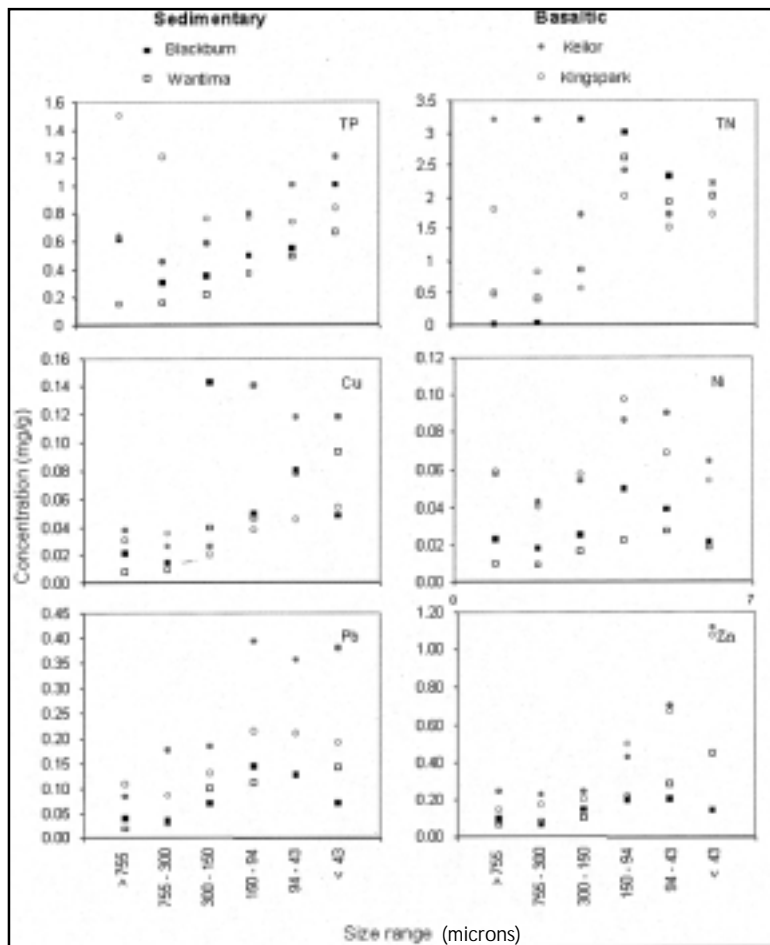 Sedimentary Basaltic
Blackburn Keilor
Wantirna Kingspark
Concentration (mg/g)
TP
1.6
1.4
1.2
1
0.8
0.6
0.4
0.2
0
TN
3.5
3
2.5
2
1.5
1
0.5
0
Cu
0.16
0.14
0.12
0.10
0.08
0.06
0.04
0.02
0.00
Ni
0.12
0.10
0.08
0.06
0.04
0.02
0.00
0 7
Pb
0.45
0.40
0.35
0.30
0.25
0.20
0.15
0.10
0.05
0.00
Zn
1.20
1.00
0.80
0.60
0.40
0.20
0.00
> 755
755 - 300
300 - 150
150 - 94
94 - 43
< 43
> 755
755 - 300
300 - 150
150 - 94
94 - 43
< 43
Size range (microns)